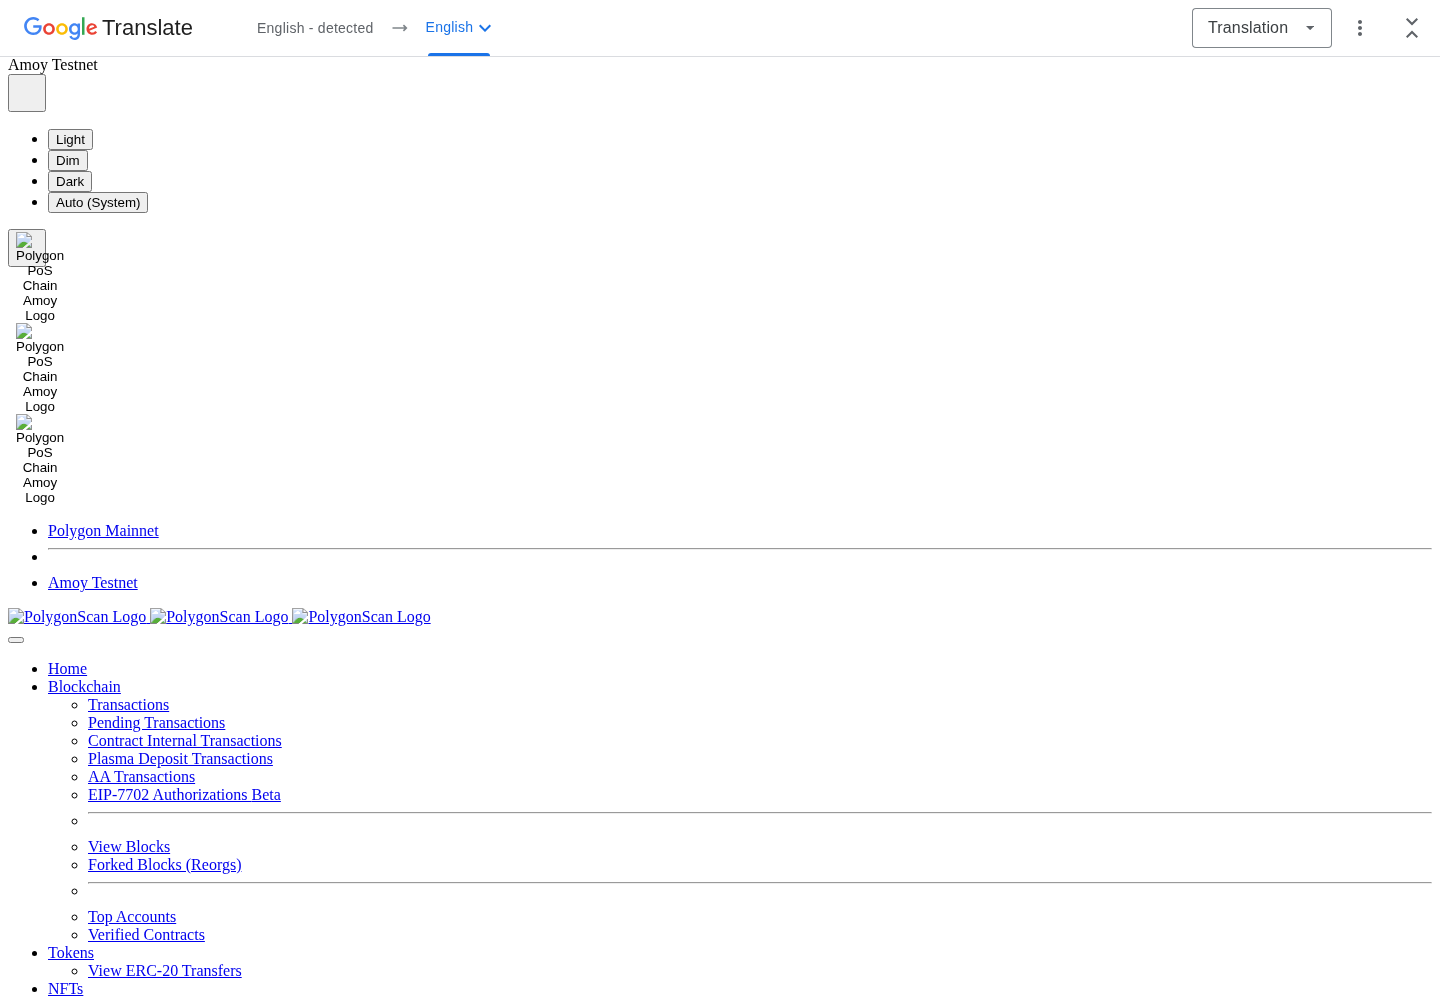 Google Translate
English - detected
English
Translation
Amoy Testnet
Light
Dim
Dark
Auto (System)
Polygon
PoS
Chain
Amoy
Logo
Polygon
PoS
Chain
Amoy
Logo
Polygon
PoS
Chain
Amoy
Logo
Polygon Mainnet
Amoy Testnet
PolygonScan Logo PolygonScan Logo PolygonScan Logo
Home
Blockchain
Transactions
Pending Transactions
Contract Internal Transactions
Plasma Deposit Transactions
AA Transactions
EIP-7702 Authorizations Beta
View Blocks
Forked Blocks (Reorgs)
Top Accounts
Verified Contracts
Tokens
View ERC-20 Transfers
NFTs